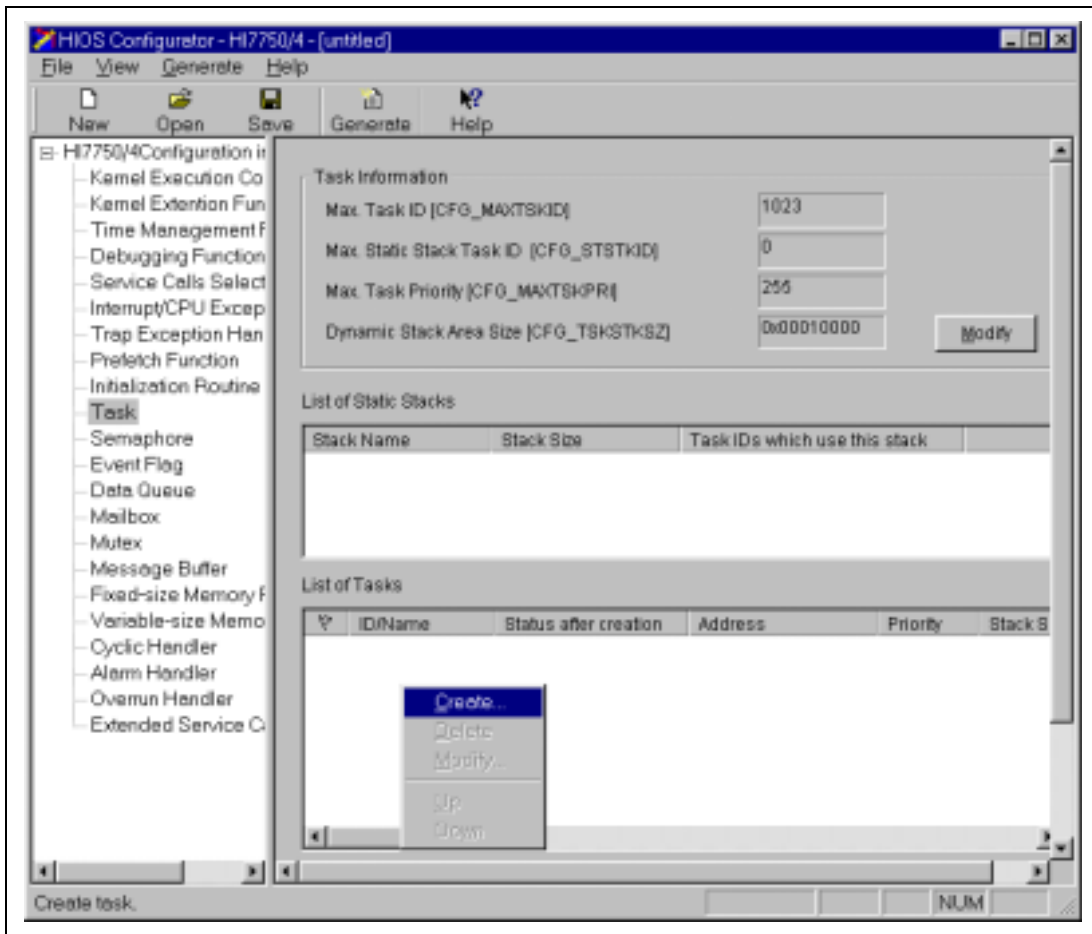 HIOS Configurator - HI7750/4 - [untitled]
File View Generate Help
New Open Save Generate Help
HI7750/4Configuration in
Kernel Execution Co
Kernel Extention Fun
Time Management F
Debugging Function
Service Calls Select
Interrupt/CPU Excep
Trap Exception Han
Prefetch Function
Initialization Routine
Task
Semaphore
Event Flag
Data Queue
Mailbox
Mutex
Message Buffer
Fixed-size Memory P
Variable-size Memo
Cyclic Handler
Alarm Handler
Overrun Handler
Extended Service Ca
Task Information
Max. Task ID [CFG_MAXTSKID] 1023
Max. Static Stack Task ID [CFG_STSTKID] 0
Max. Task Priority [CFG_MAXTSKPRI] 255
Dynamic Stack Area Size [CFG_TSKSTKSZ] 0x00010000 Modify
List of Static Stacks
Stack Name Stack Size Task IDs which use this stack
List of Tasks
ID/Name Status after creation Address Priority Stack S
Create...
Delete
Modify...
Up
Down
Create task. NUM